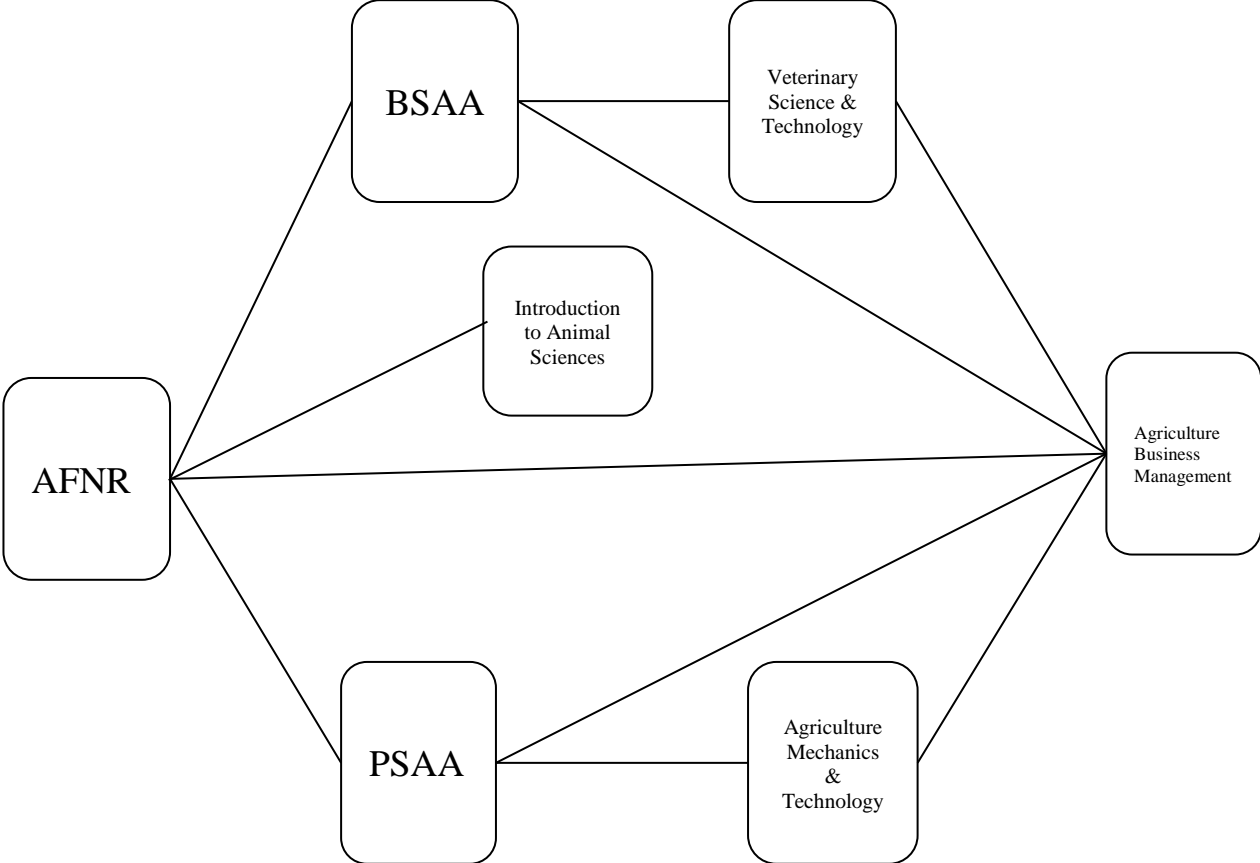 BSAA
Veterinary
Science &
Technology
Introduction
to Animal
Sciences
AFNR
Agriculture
Business
Management
PSAA
Agriculture
Mechanics
&
Technology